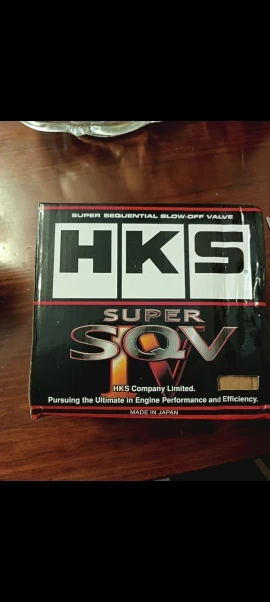 SUPER SEQUENTIAL BLOW-OFF VALVE
HKS
SUPER
SQV
IV
HKS Company Limited.
Pursuing the Ultimate in Engine Performance and Efficiency.
MADE IN JAPAN